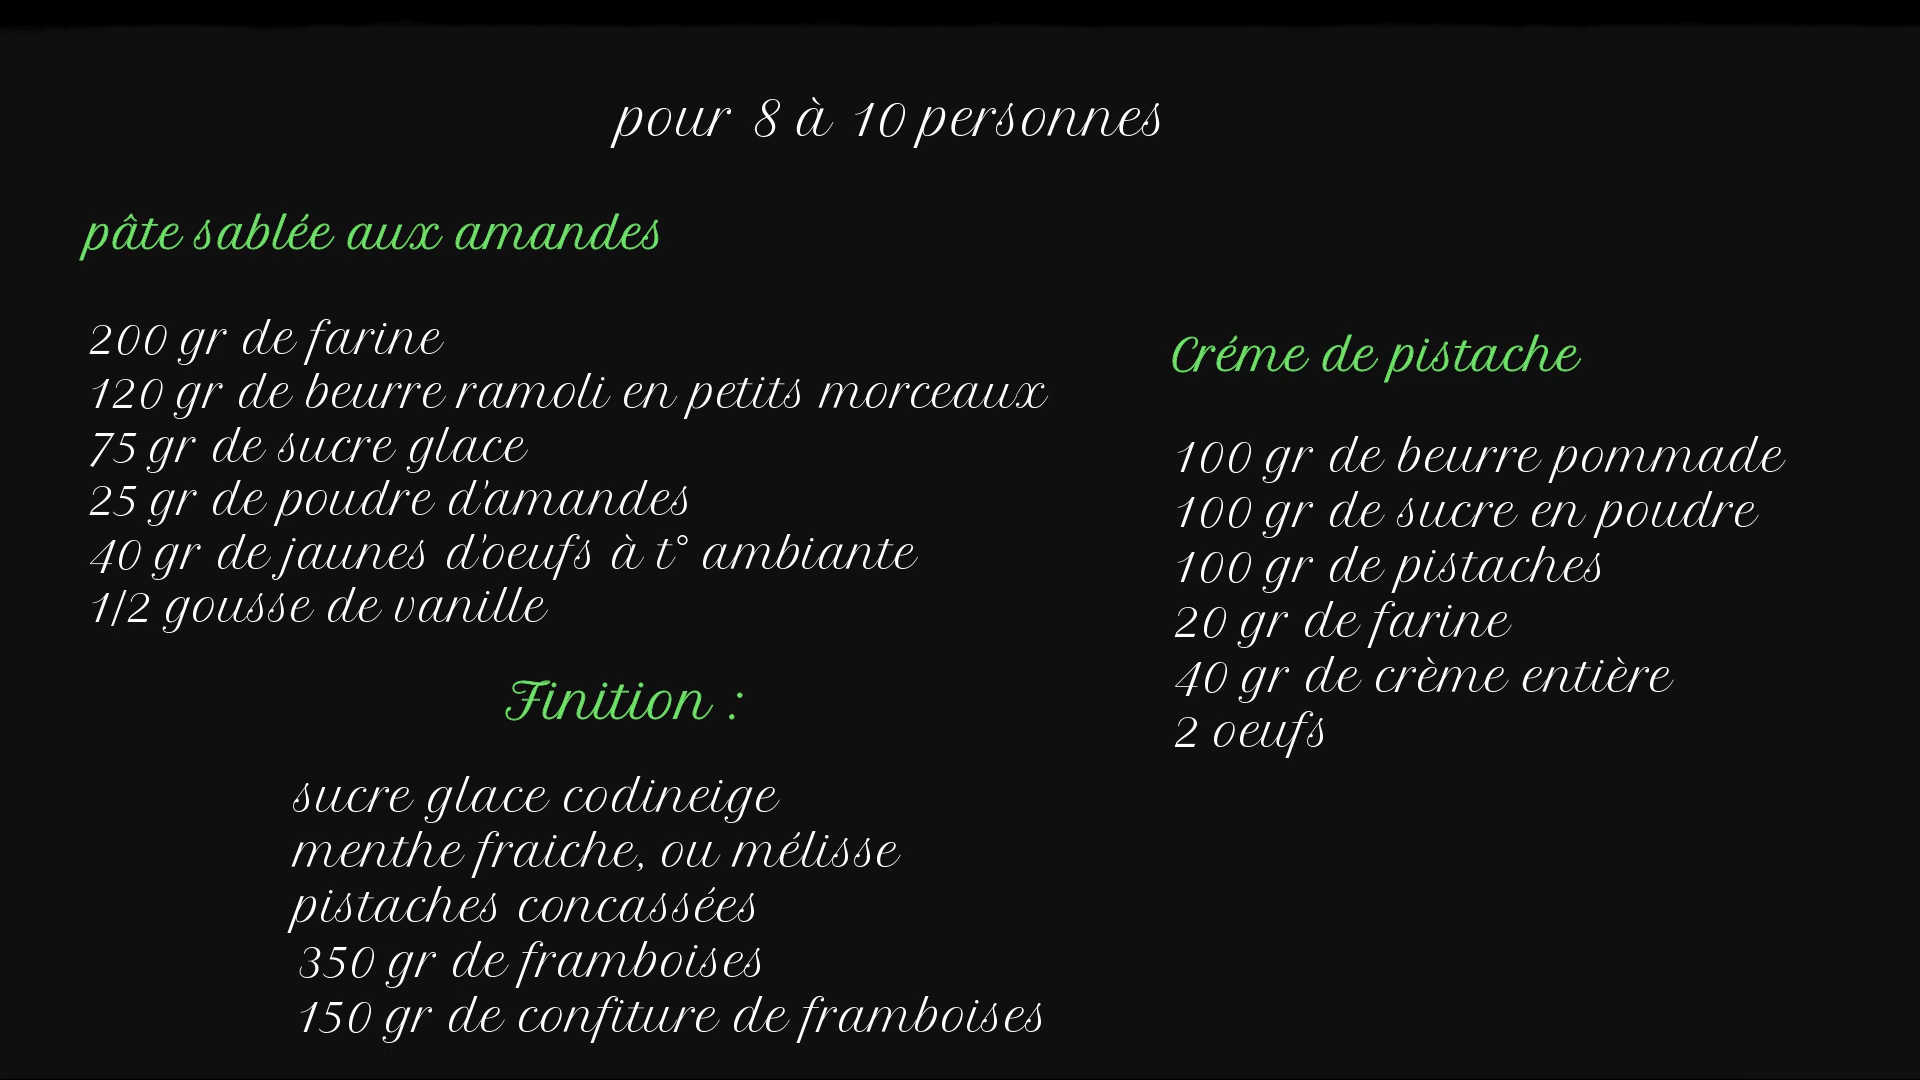 pour 8 à 10 personnes
pâte sablée aux amandes
200 gr de farine
120 gr de beurre ramoli en petits morceaux
75 gr de sucre glace
25 gr de poudre d'amandes
40 gr de jaunes d'oeufs à t° ambiante
1/2 gousse de vanille
Créme de pistache
100 gr de beurre pommade
100 gr de sucre en poudre
100 gr de pistaches
20 gr de farine
40 gr de crème entière
2 oeufs
Finition :
sucre glace codineige
menthe fraiche, ou mélisse
pistaches concassées
350 gr de framboises
150 gr de confiture de framboises